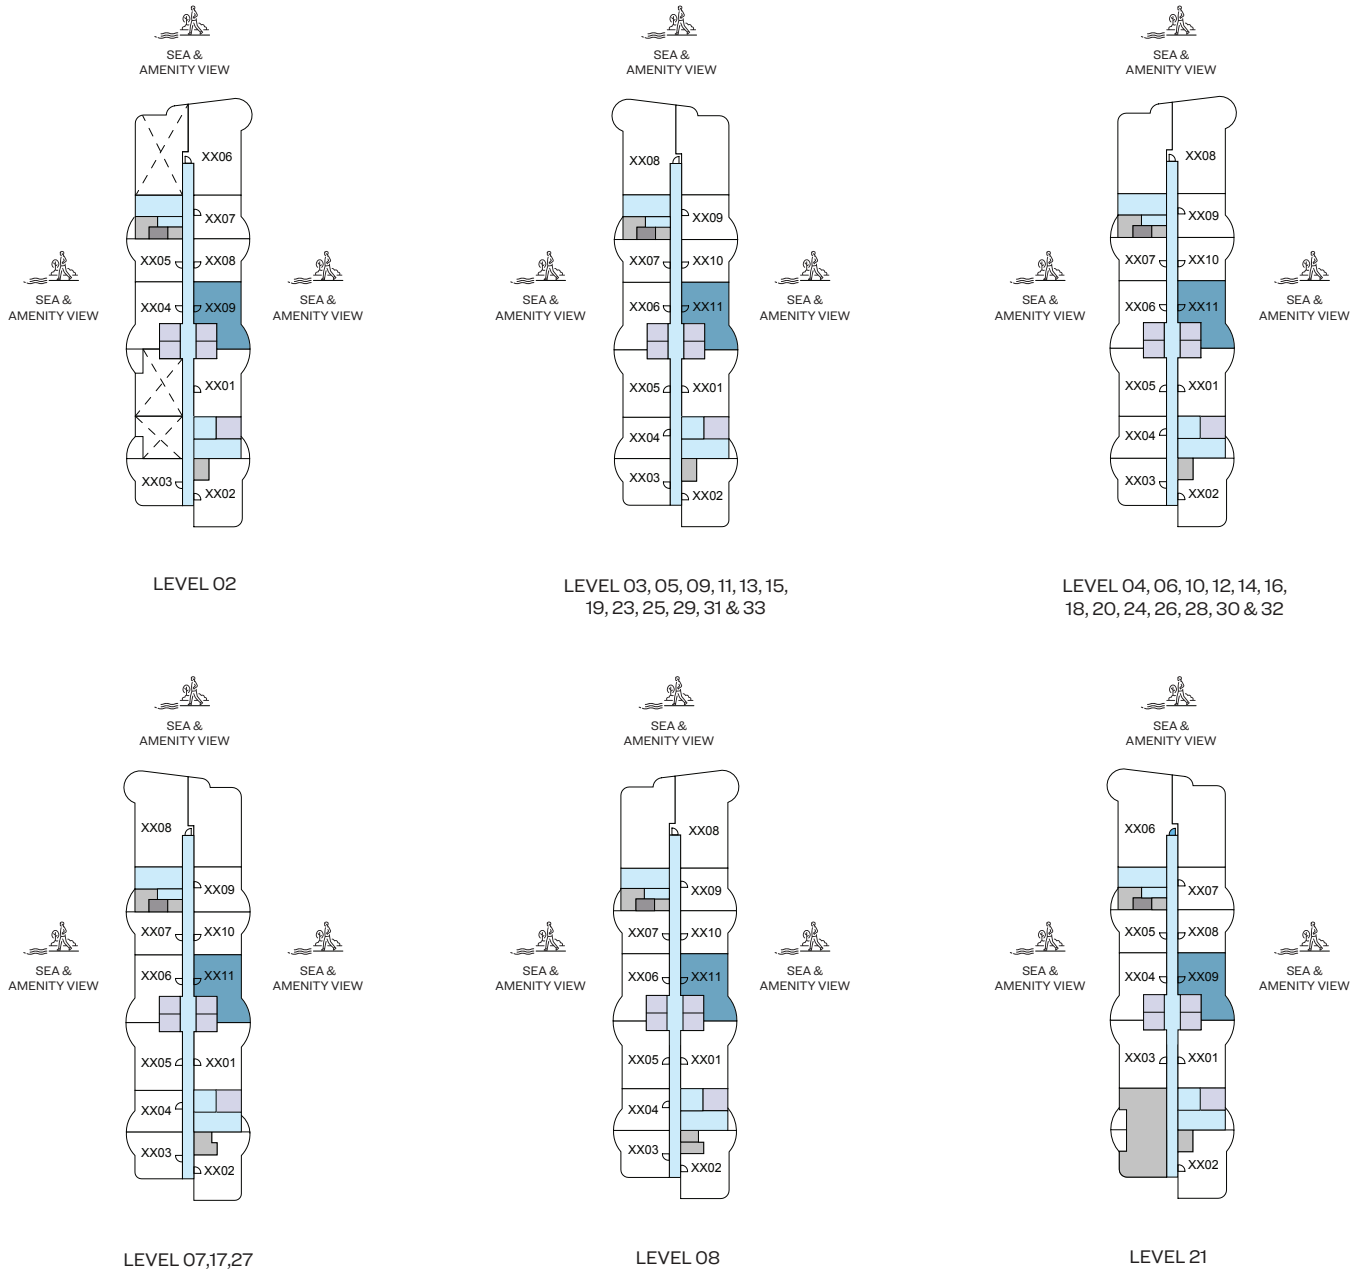 SEA &
AMENITY VIEW
XX06
XX07
XX05
XX08
XX04
XX09
XX01
XX03
XX02
SEA &
AMENITY VIEW
SEA &
AMENITY VIEW
LEVEL 02
SEA &
AMENITY VIEW
XX08
XX09
XX07
XX10
XX06
XX11
XX05
XX01
XX04
XX03
XX02
SEA &
AMENITY VIEW
SEA &
AMENITY VIEW
LEVEL 03, 05, 09, 11, 13, 15,
19, 23, 25, 29, 31 & 33
SEA &
AMENITY VIEW
XX08
XX09
XX07
XX10
XX06
XX11
XX05
XX01
XX04
XX03
XX02
SEA &
AMENITY VIEW
SEA &
AMENITY VIEW
LEVEL 04, 06, 10, 12, 14, 16,
18, 20, 24, 26, 28, 30 & 32
SEA &
AMENITY VIEW
XX08
XX09
XX07
XX10
XX06
XX11
XX05
XX01
XX04
XX03
XX02
SEA &
AMENITY VIEW
SEA &
AMENITY VIEW
LEVEL 07,17,27
SEA &
AMENITY VIEW
XX08
XX09
XX07
XX10
XX06
XX11
XX05
XX01
XX04
XX03
XX02
SEA &
AMENITY VIEW
SEA &
AMENITY VIEW
LEVEL 08
SEA &
AMENITY VIEW
XX06
XX07
XX05
XX08
XX04
XX09
XX03
XX01
XX02
SEA &
AMENITY VIEW
SEA &
AMENITY VIEW
LEVEL 21